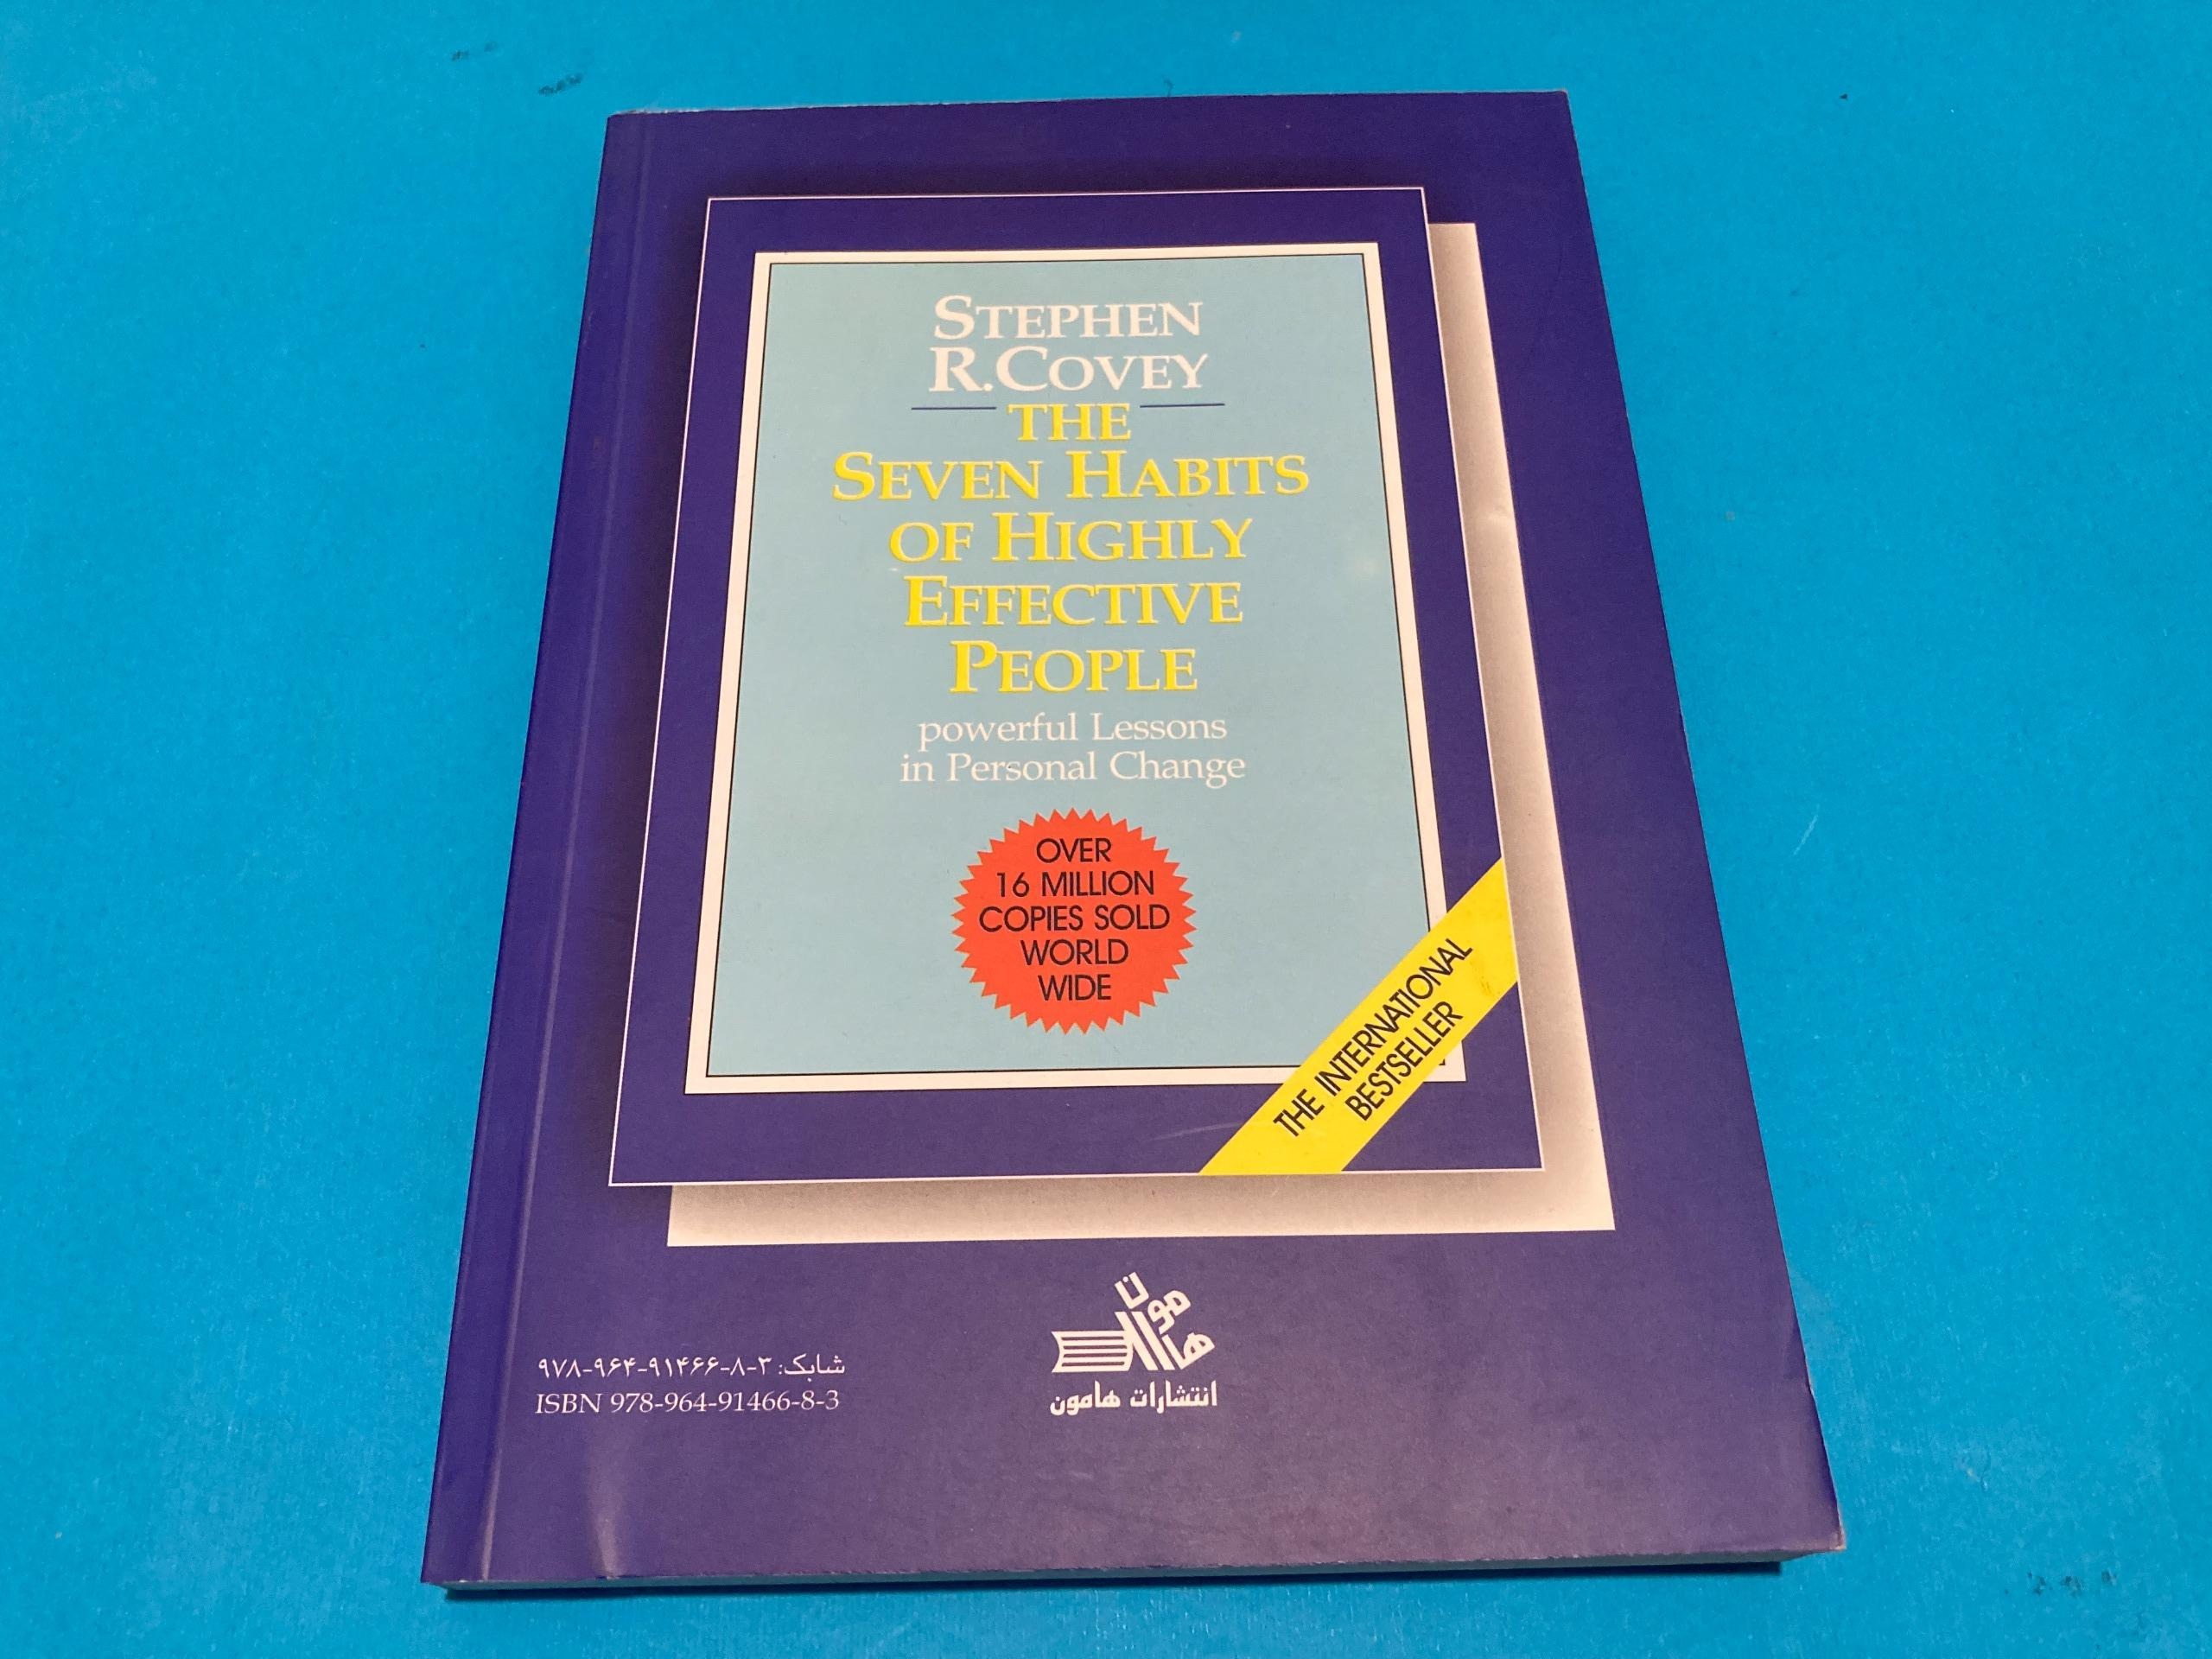 STEPHEN
R.COVEY
THE
SEVEN HABITS
OF HIGHLY
EFFECTIVE
PEOPLE
powerful Lessons
in Personal Change
OVER
16 MILLION
COPIES SOLD
WORLD
WIDE
THE INTERNATIONAL
BESTSELLER
هامون
انتشارات هامون
شابک: ۳-۸-۹۱۴۶۶-۹۶۴-۹۷۸
ISBN 978-964-91466-8-3